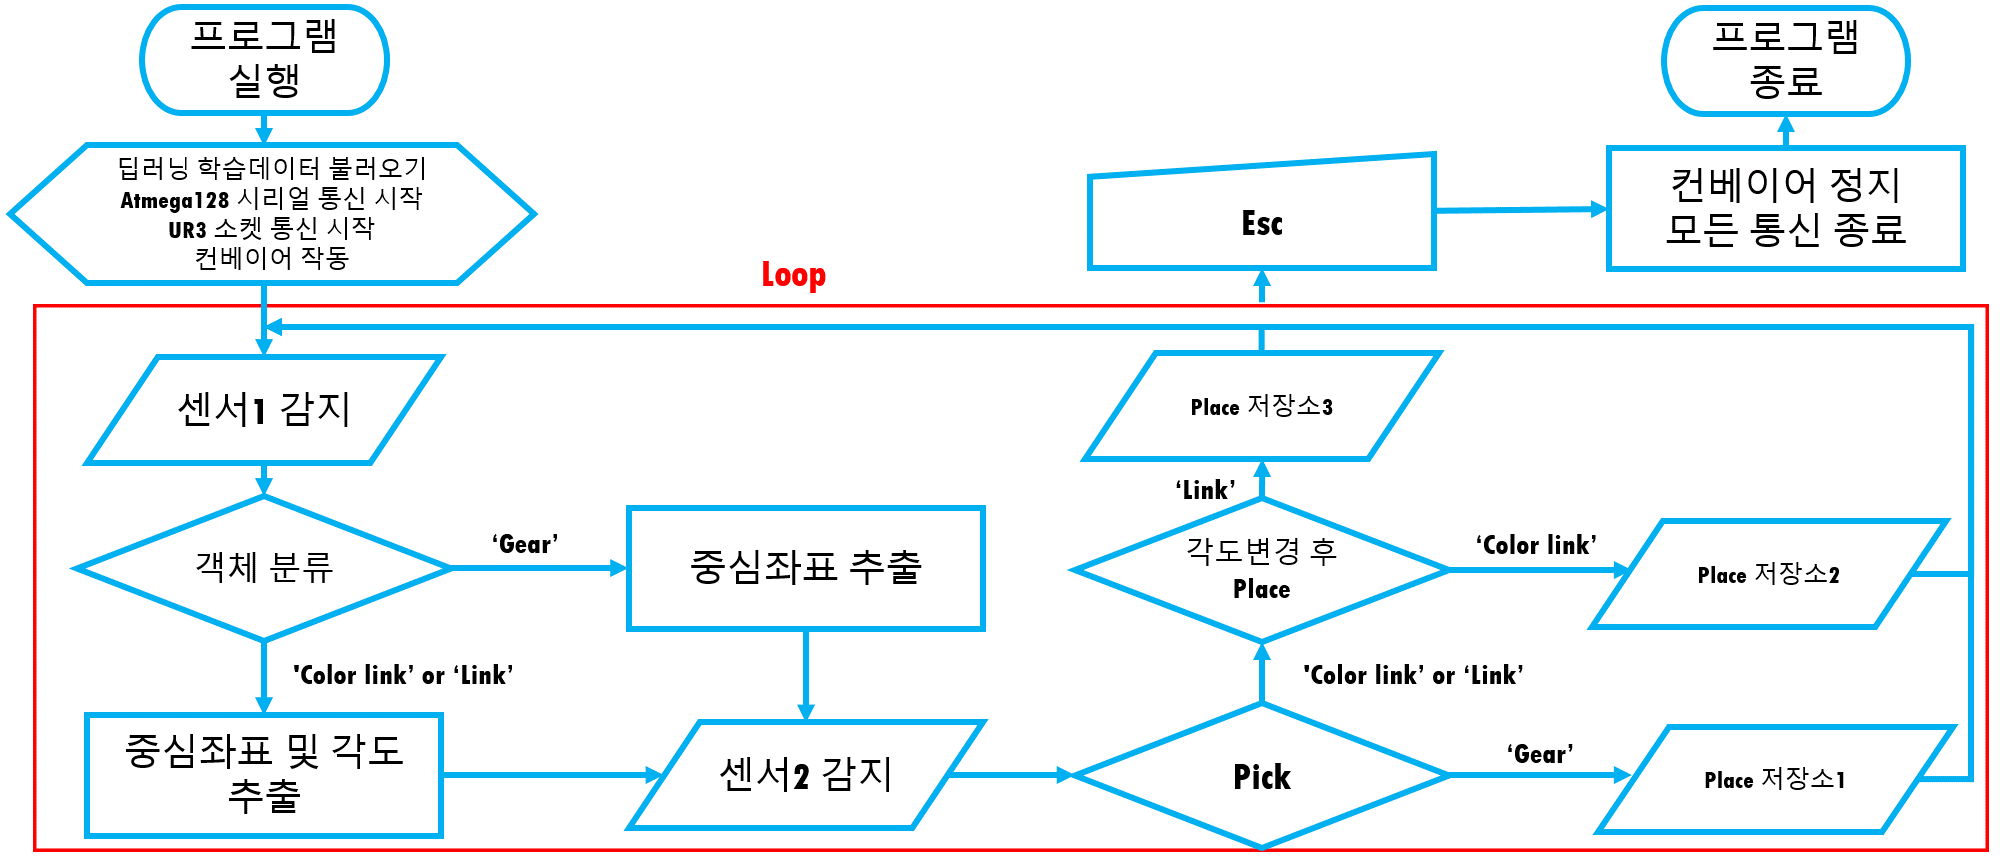 프로그램
실행
딥러닝 학습데이터 불러오기
Atmega128 시리얼 통신 시작
UR3 소켓 통신 시작
컨베이어 작동
Loop
센서1 감지
객체 분류
‘Gear’
중심좌표 추출
'Color link’ or ‘Link’
중심좌표 및 각도
추출
센서2 감지
Pick
‘Gear’
Place 저장소1
'Color link’ or ‘Link’
각도변경 후
Place
‘Color link’
Place 저장소2
‘Link’
Place 저장소3
Esc
컨베이어 정지
모든 통신 종료
프로그램
종료